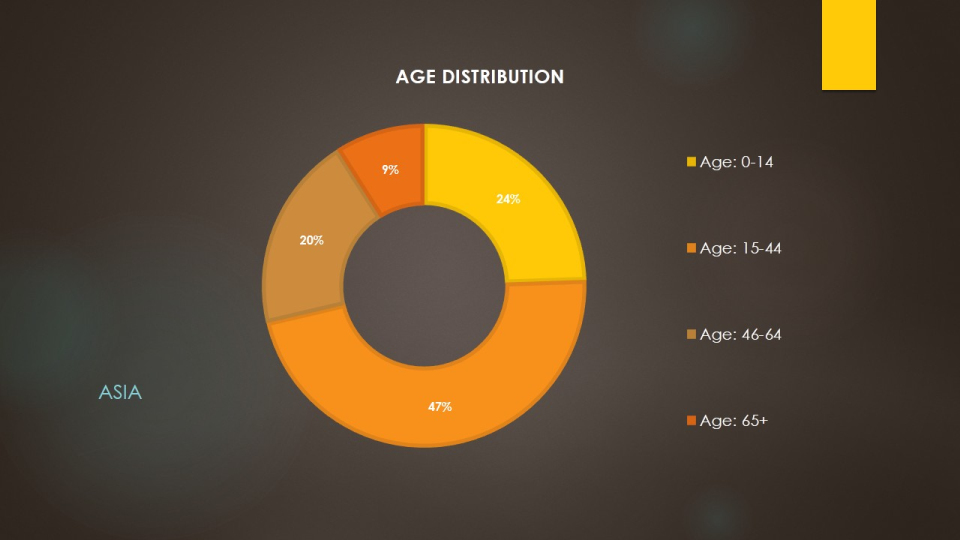 AGE DISTRIBUTION
9%
24%
20%
47%
Age: 0-14
Age: 15-44
Age: 46-64
Age: 65+
ASIA